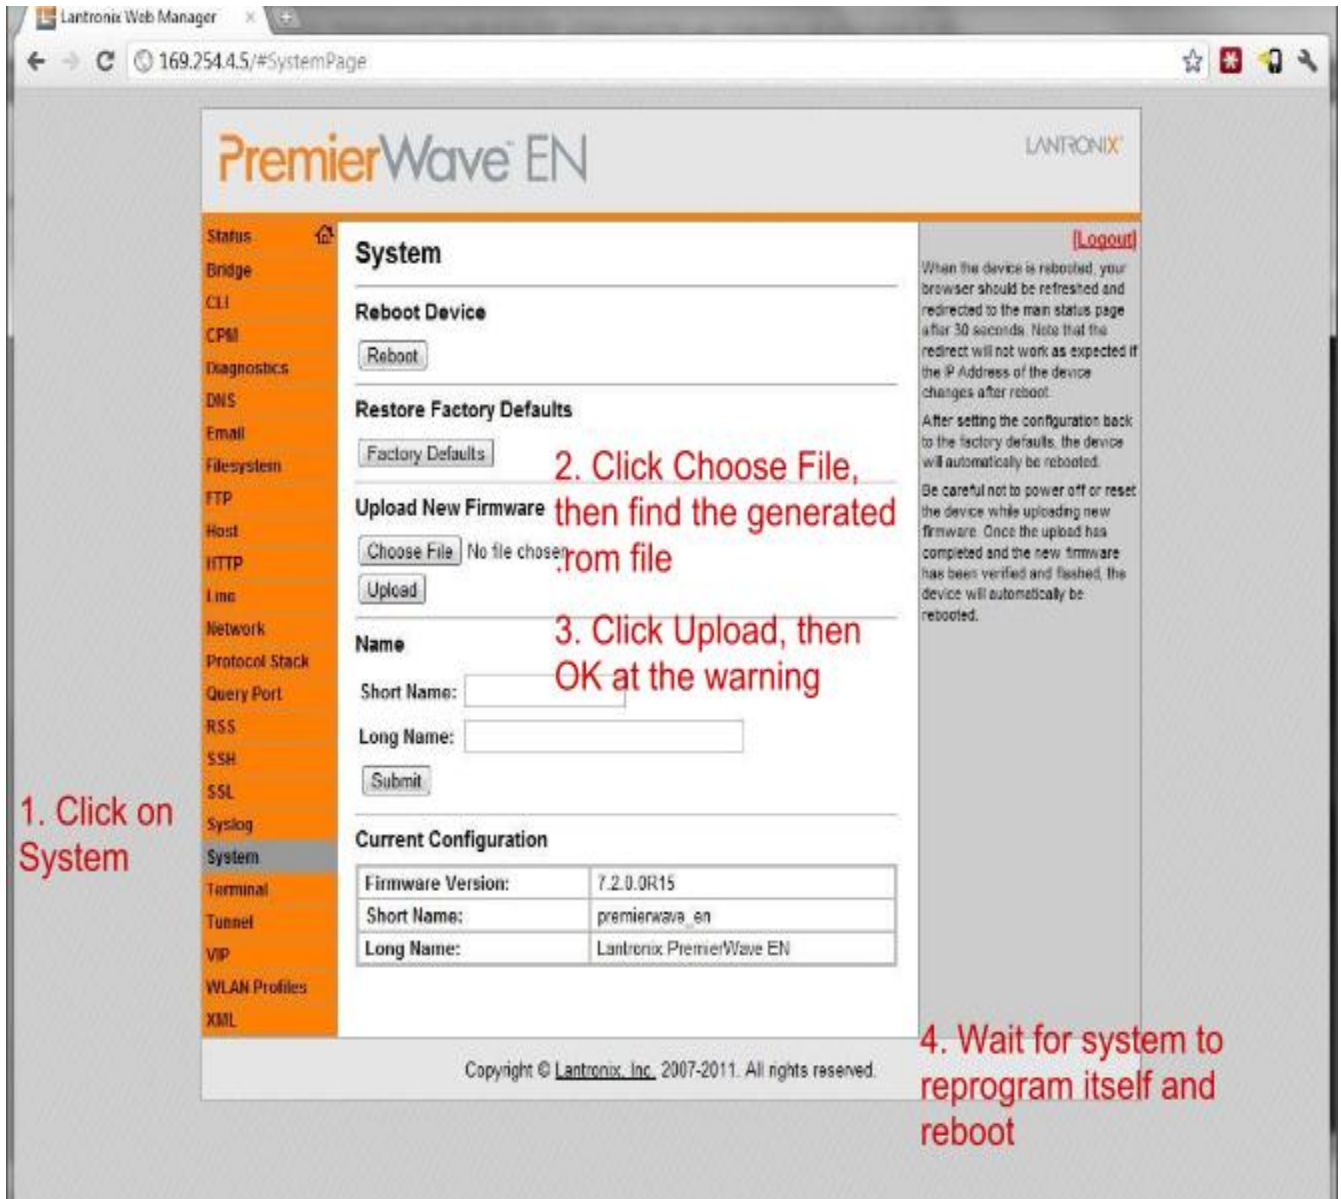 Lantronix Web Manager
169.254.4.5/#SystemPage
PremierWave™ EN
LANTRONIX
Status
Bridge
CLI
CPM
Diagnostics
DNS
Email
Filesystem
FTP
Host
HTTP
Line
Network
Protocol Stack
Query Port
RSS
SSH
SSL
Syslog
System
Terminal
Tunnel
VIP
WLAN Profiles
XML
1. Click on
System
System
Reboot Device
Reboot
Restore Factory Defaults
Factory Defaults
Upload New Firmware
Choose File No file chosen
Upload
2. Click Choose File,
then find the generated
.rom file
3. Click Upload, then
OK at the warning
Name
Short Name:
Long Name:
Submit
Current Configuration
Firmware Version: 7.2.0.0R15
Short Name: premierwave_en
Long Name: Lantronix PremierWave EN
[Logout]
When the device is rebooted, your
browser should be refreshed and
redirected to the main status page
after 30 seconds. Note that the
redirect will not work as expected if
the IP Address of the device
changes after reboot.
After setting the configuration back
to the factory defaults, the device
will automatically be rebooted.
Be careful not to power off or reset
the device while uploading new
firmware. Once the upload has
completed and the new firmware
has been verified and flashed, the
device will automatically be
rebooted.
4. Wait for system to
reprogram itself and
reboot
Copyright © Lantronix, Inc. 2007-2011. All rights reserved.